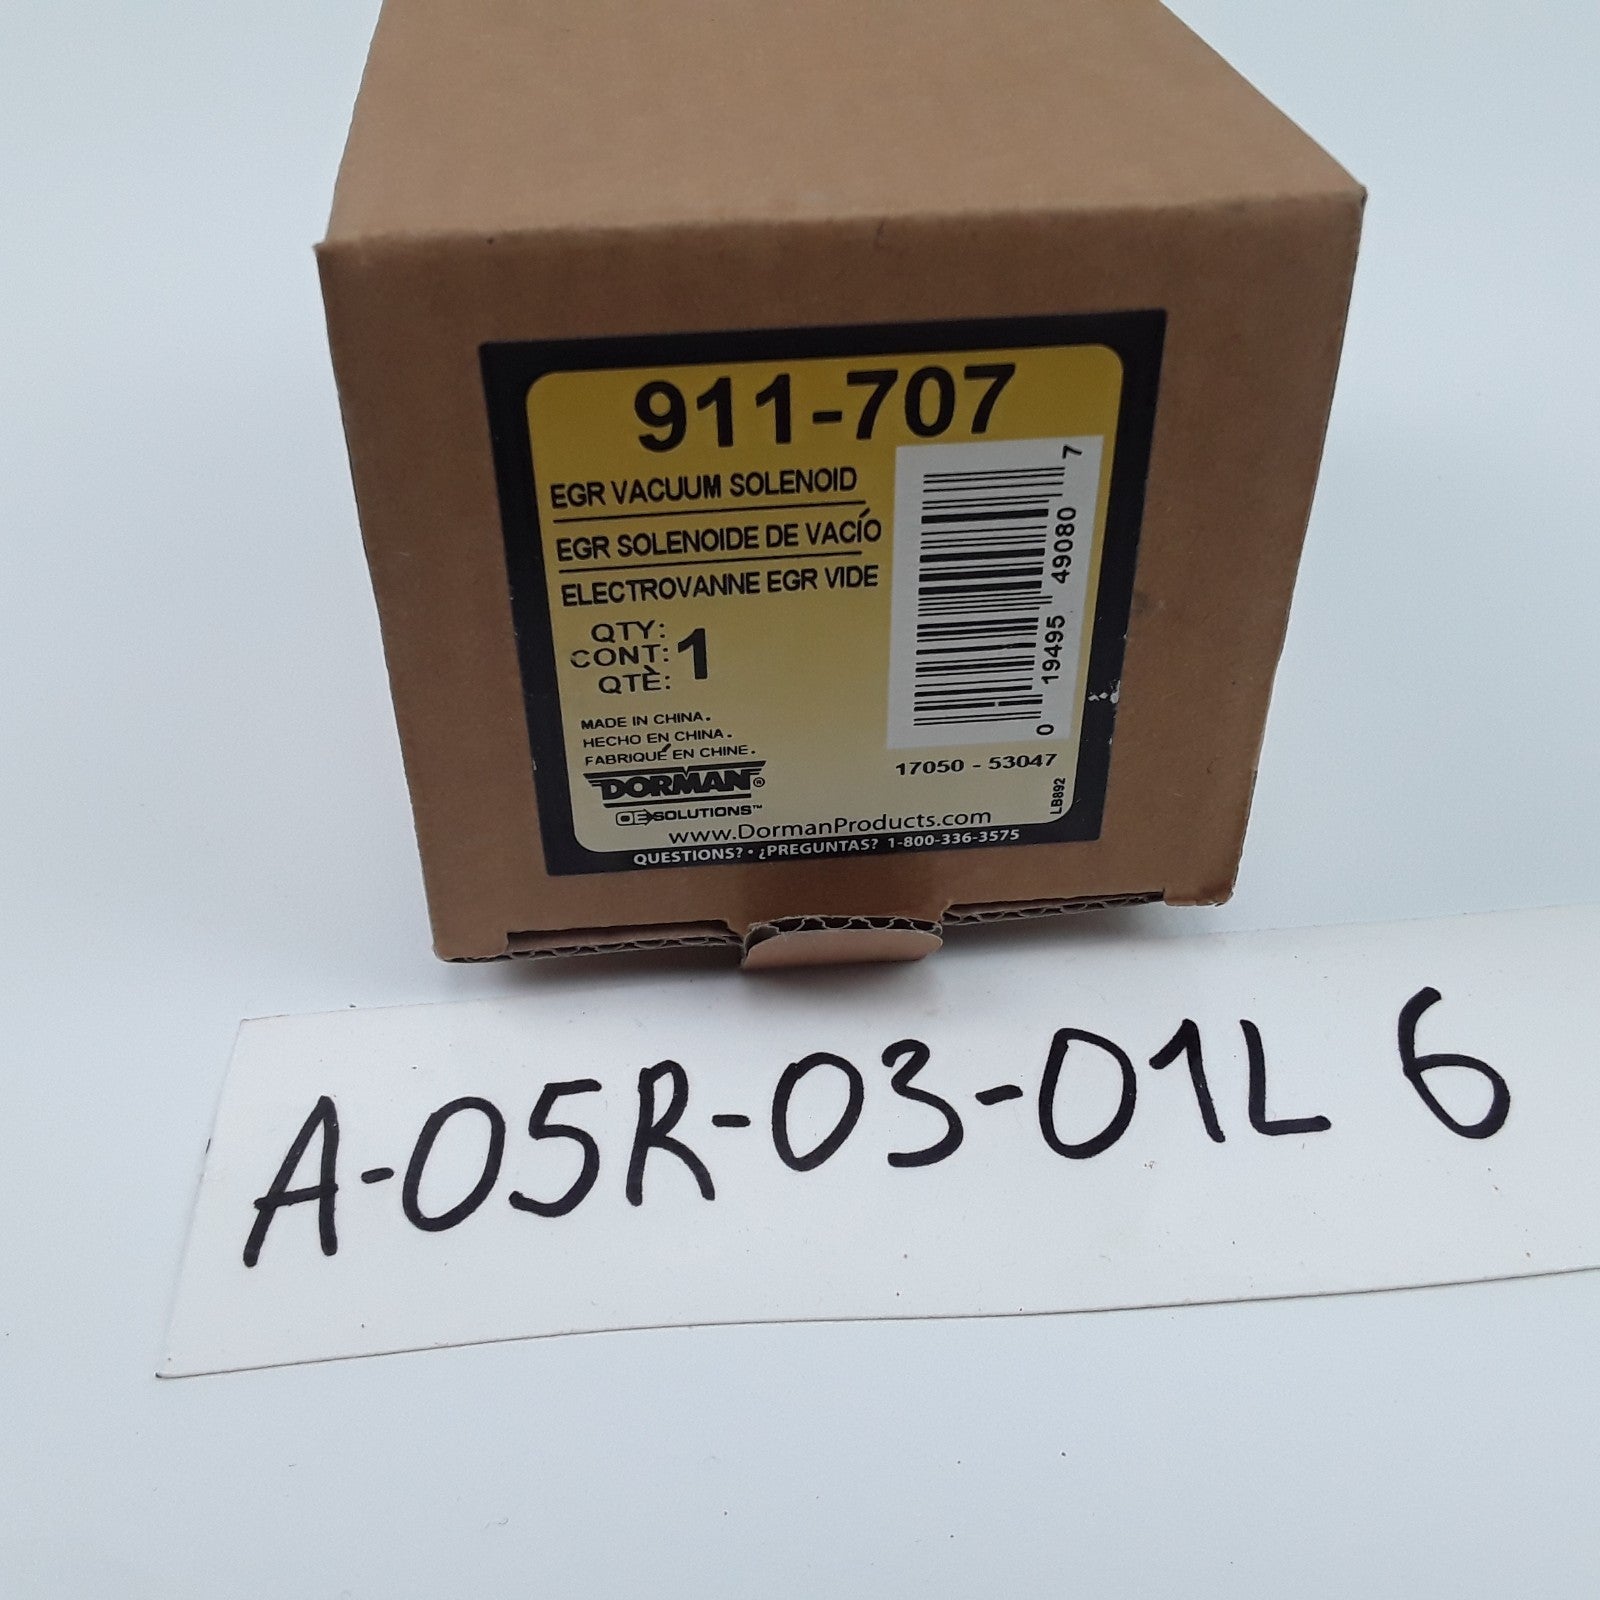 911-707
EGR VACUUM SOLENOID
EGR SOLENOIDE DE VACÍO
ELECTROVANNE EGR VIDE
QTY:
CONT: 1
QTÈ:
MADE IN CHINA.
HECHO EN CHINA.
FABRIQUÉ EN CHINE.
DORMAN®
OE SOLUTIONS™
0 19495 49080 7
17050 - 53047
LB892
www.DormanProducts.com
QUESTIONS? • ¿PREGUNTAS? 1-800-336-3575
A-05R-03-01L 6